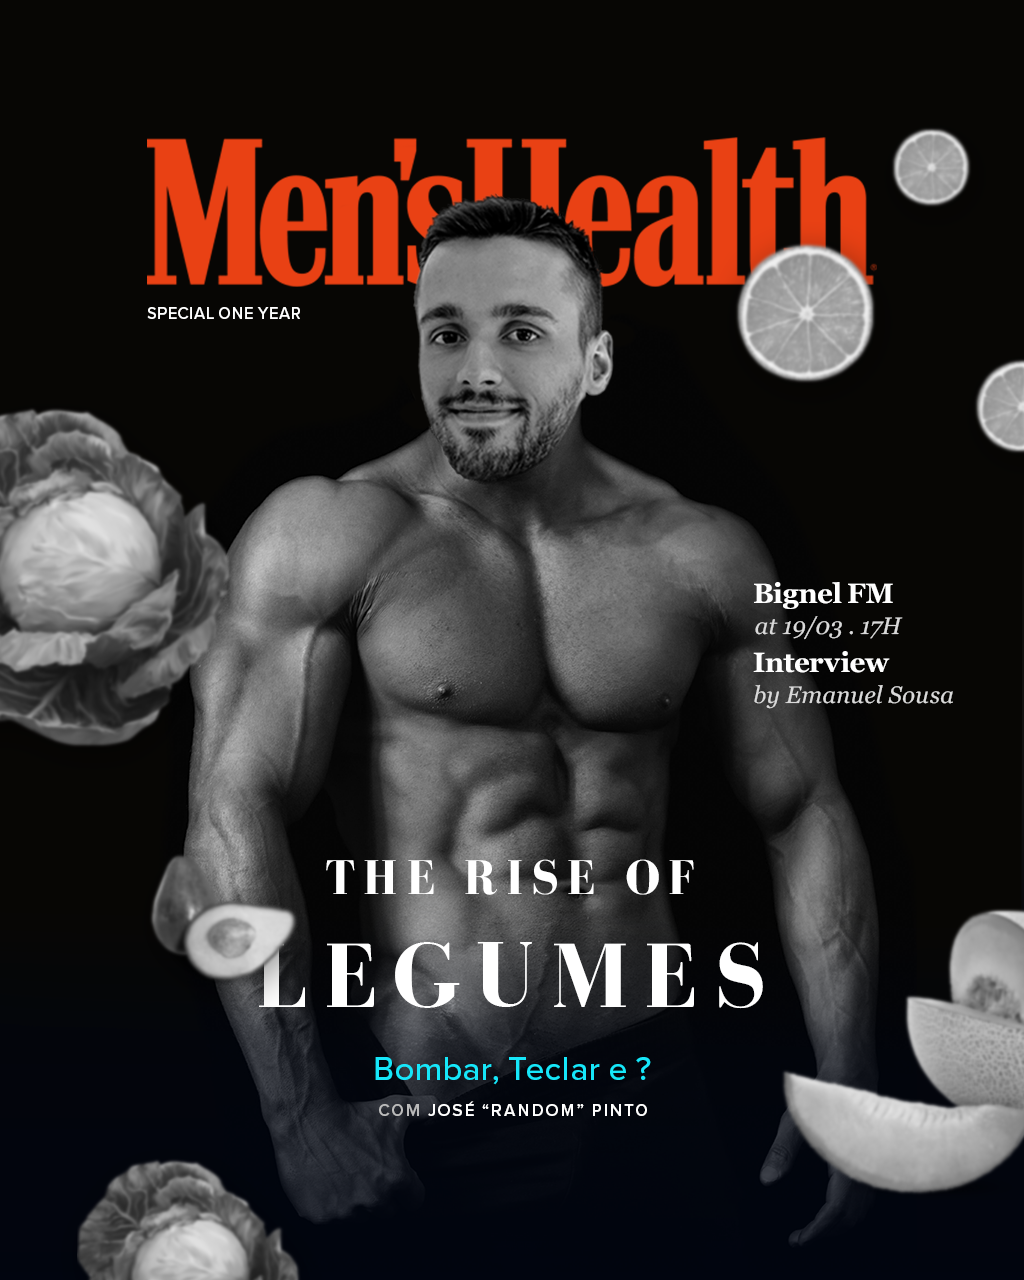 Men'sHealth
SPECIAL ONE YEAR
Bignel FM
at 19/03 . 17H
Interview
by Emanuel Sousa
THE RISE OF
LEGUMES
Bombar, Teclar e ?
COM JOSÉ “RANDOM” PINTO